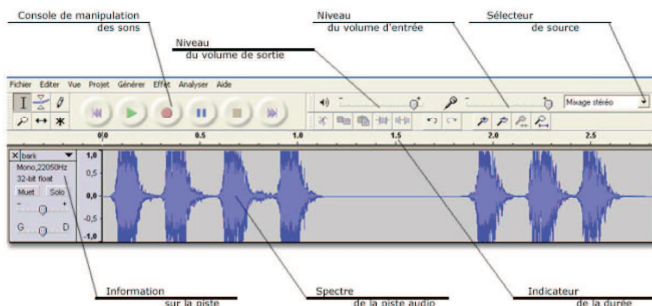 Console de manipulation
des sons
Niveau
du volume de sortie
Niveau
du volume d'entrée
Sélecteur
de source
Fichier Editer Vue Projet Générer Effet Analyser Aide
Mixage stéréo
0,0 0.5 1.0 1.5 2.0 2.5
bark
Mono,22050Hz
32-bit float
Muet Solo
- +
G D
1,0
0,5
0,0
-0,5
-1,0
Information
sur la piste
Spectre
de la piste audio
Indicateur
de la durée